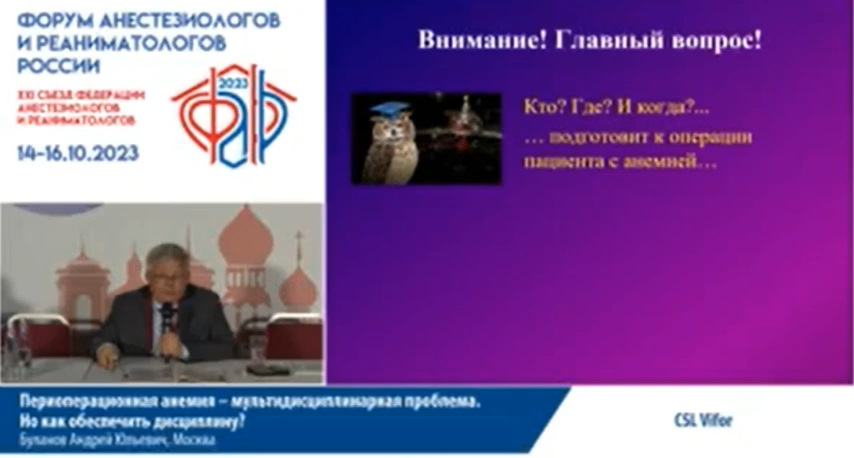 ФОРУМ АНЕСТЕЗИОЛОГОВ
И РЕАНИМАТОЛОГОВ
РОССИИ
XXI СЪЕЗД ФЕДЕРАЦИИ
АНЕСТЕЗИОЛОГОВ
И РЕАНИМАТОЛОГОВ
2023
ФАР
14-16.10.2023
Внимание! Главный вопрос!
Кто? Где? И когда?...
… подготовит к операции
пациента с анемией…
Периоперационная анемия – мультидисциплинарная проблема.
Но как обеспечить дисциплину?
Буланов Андрей Юльевич, Москва
CSL Vifor